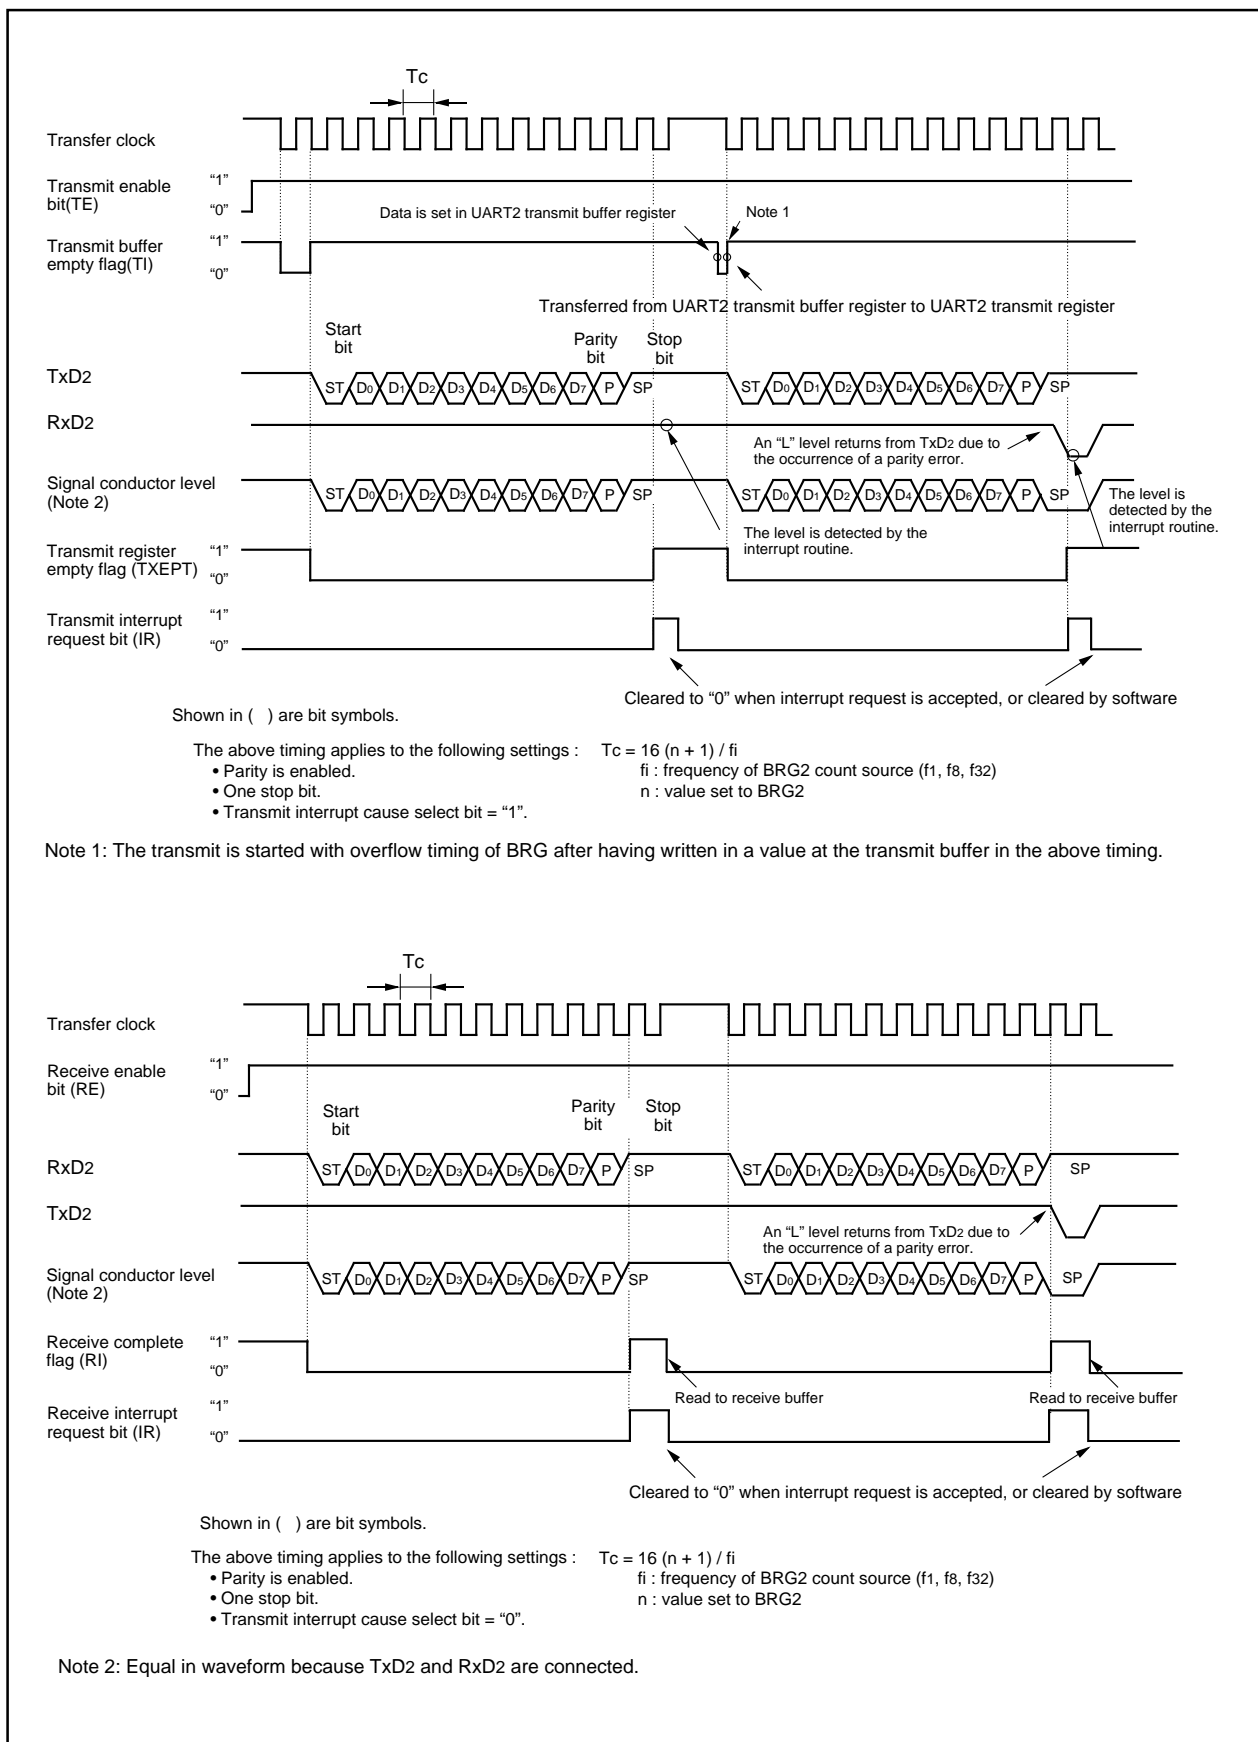 Tc
Transfer clock
Transmit enable
bit(TE)
“1”
“0”
Data is set in UART2 transmit buffer register
Note 1
Transmit buffer
empty flag(TI)
“1”
“0”
Transferred from UART2 transmit buffer register to UART2 transmit register
Start
bit
Parity
bit
Stop
bit
TxD2
ST D0 D1 D2 D3 D4 D5 D6 D7 P SP
ST D0 D1 D2 D3 D4 D5 D6 D7 P SP
RxD2
An “L” level returns from TxD2 due to
the occurrence of a parity error.
Signal conductor level
(Note 2)
ST D0 D1 D2 D3 D4 D5 D6 D7 P SP
ST D0 D1 D2 D3 D4 D5 D6 D7 P SP
The level is
detected by the
interrupt routine.
The level is detected by the
interrupt routine.
Transmit register
empty flag (TXEPT)
“1”
“0”
Transmit interrupt
request bit (IR)
“1”
“0”
Cleared to “0” when interrupt request is accepted, or cleared by software
Shown in ( ) are bit symbols.
The above timing applies to the following settings :
• Parity is enabled.
• One stop bit.
• Transmit interrupt cause select bit = “1”.
Tc = 16 (n + 1) / fi
fi : frequency of BRG2 count source (f1, f8, f32)
n : value set to BRG2
Note 1: The transmit is started with overflow timing of BRG after having written in a value at the transmit buffer in the above timing.
Tc
Transfer clock
Receive enable
bit (RE)
“1”
“0”
Start
bit
Parity
bit
Stop
bit
RxD2
ST D0 D1 D2 D3 D4 D5 D6 D7 P SP
ST D0 D1 D2 D3 D4 D5 D6 D7 P SP
TxD2
An “L” level returns from TxD2 due to
the occurrence of a parity error.
Signal conductor level
(Note 2)
ST D0 D1 D2 D3 D4 D5 D6 D7 P SP
ST D0 D1 D2 D3 D4 D5 D6 D7 P SP
Receive complete
flag (RI)
“1”
“0”
Read to receive buffer
Read to receive buffer
Receive interrupt
request bit (IR)
“1”
“0”
Cleared to “0” when interrupt request is accepted, or cleared by software
Shown in ( ) are bit symbols.
The above timing applies to the following settings :
• Parity is enabled.
• One stop bit.
• Transmit interrupt cause select bit = “0”.
Tc = 16 (n + 1) / fi
fi : frequency of BRG2 count source (f1, f8, f32)
n : value set to BRG2
Note 2: Equal in waveform because TxD2 and RxD2 are connected.